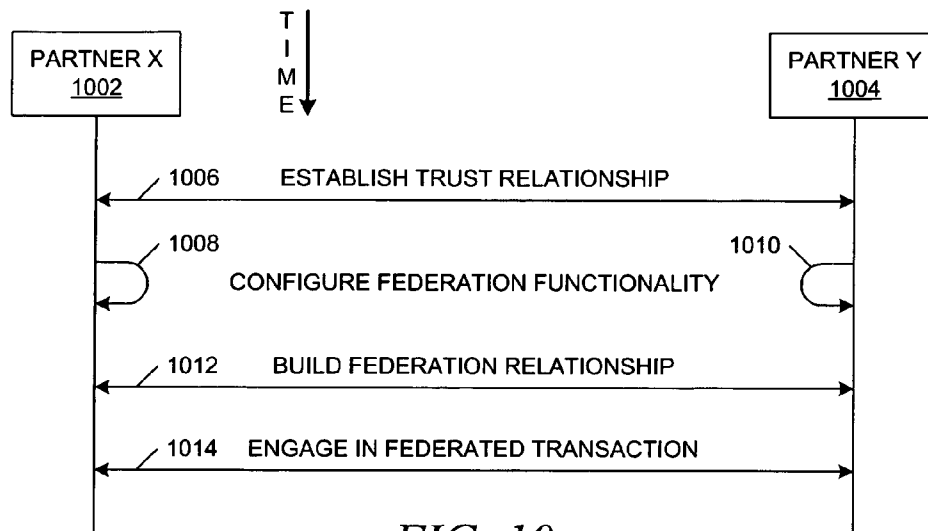 TIME
PARTNER X
1002
PARTNER Y
1004
1006 ESTABLISH TRUST RELATIONSHIP
1008 CONFIGURE FEDERATION FUNCTIONALITY 1010
1012 BUILD FEDERATION RELATIONSHIP
1014 ENGAGE IN FEDERATED TRANSACTION
FIG. 10